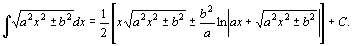 ∫√(a²x² ± b²) dx = 1/2 [ x√(a²x² ± b²) ± b²/a ln|ax + √(a²x² ± b²)| ] + C.